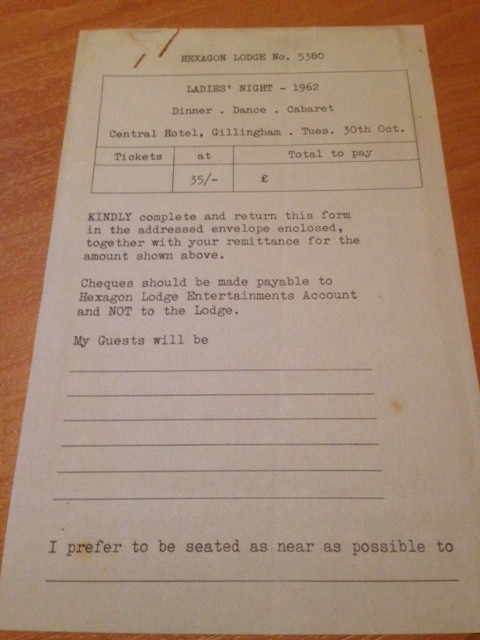 HEXAGON LODGE No. 5380
LADIES' NIGHT - 1962
Dinner . Dance . Cabaret
Central Hotel, Gillingham . Tues. 30th Oct.
Tickets at Total to pay
35/- £
KINDLY complete and return this form
in the addressed envelope enclosed,
together with your remittance for the
amount shown above.
Cheques should be made payable to
Hexagon Lodge Entertainments Account
and NOT to the Lodge.
My Guests will be
I prefer to be seated as near as possible to